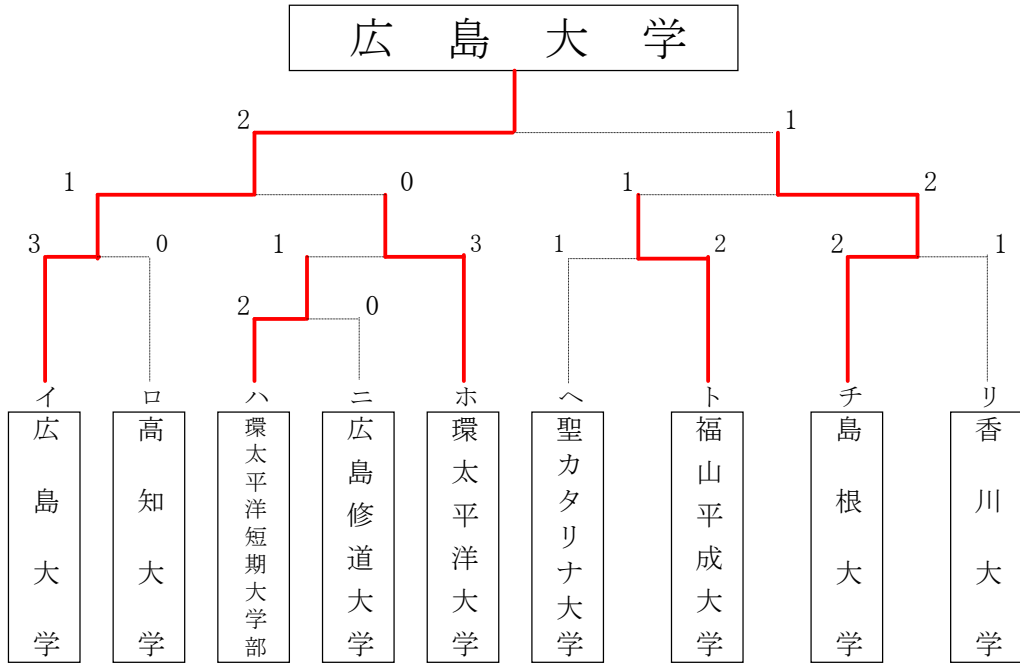 広島大学
2 1
1 0 1 2
3 0 1 3 1 2 2 1
2 0
イ ロ ハ ニ ホ ヘ ト チ リ
広島大学
高知大学
環太平洋短期大学部
広島修道大学
環太平洋大学
聖カタリナ大学
福山平成大学
島根大学
香川大学